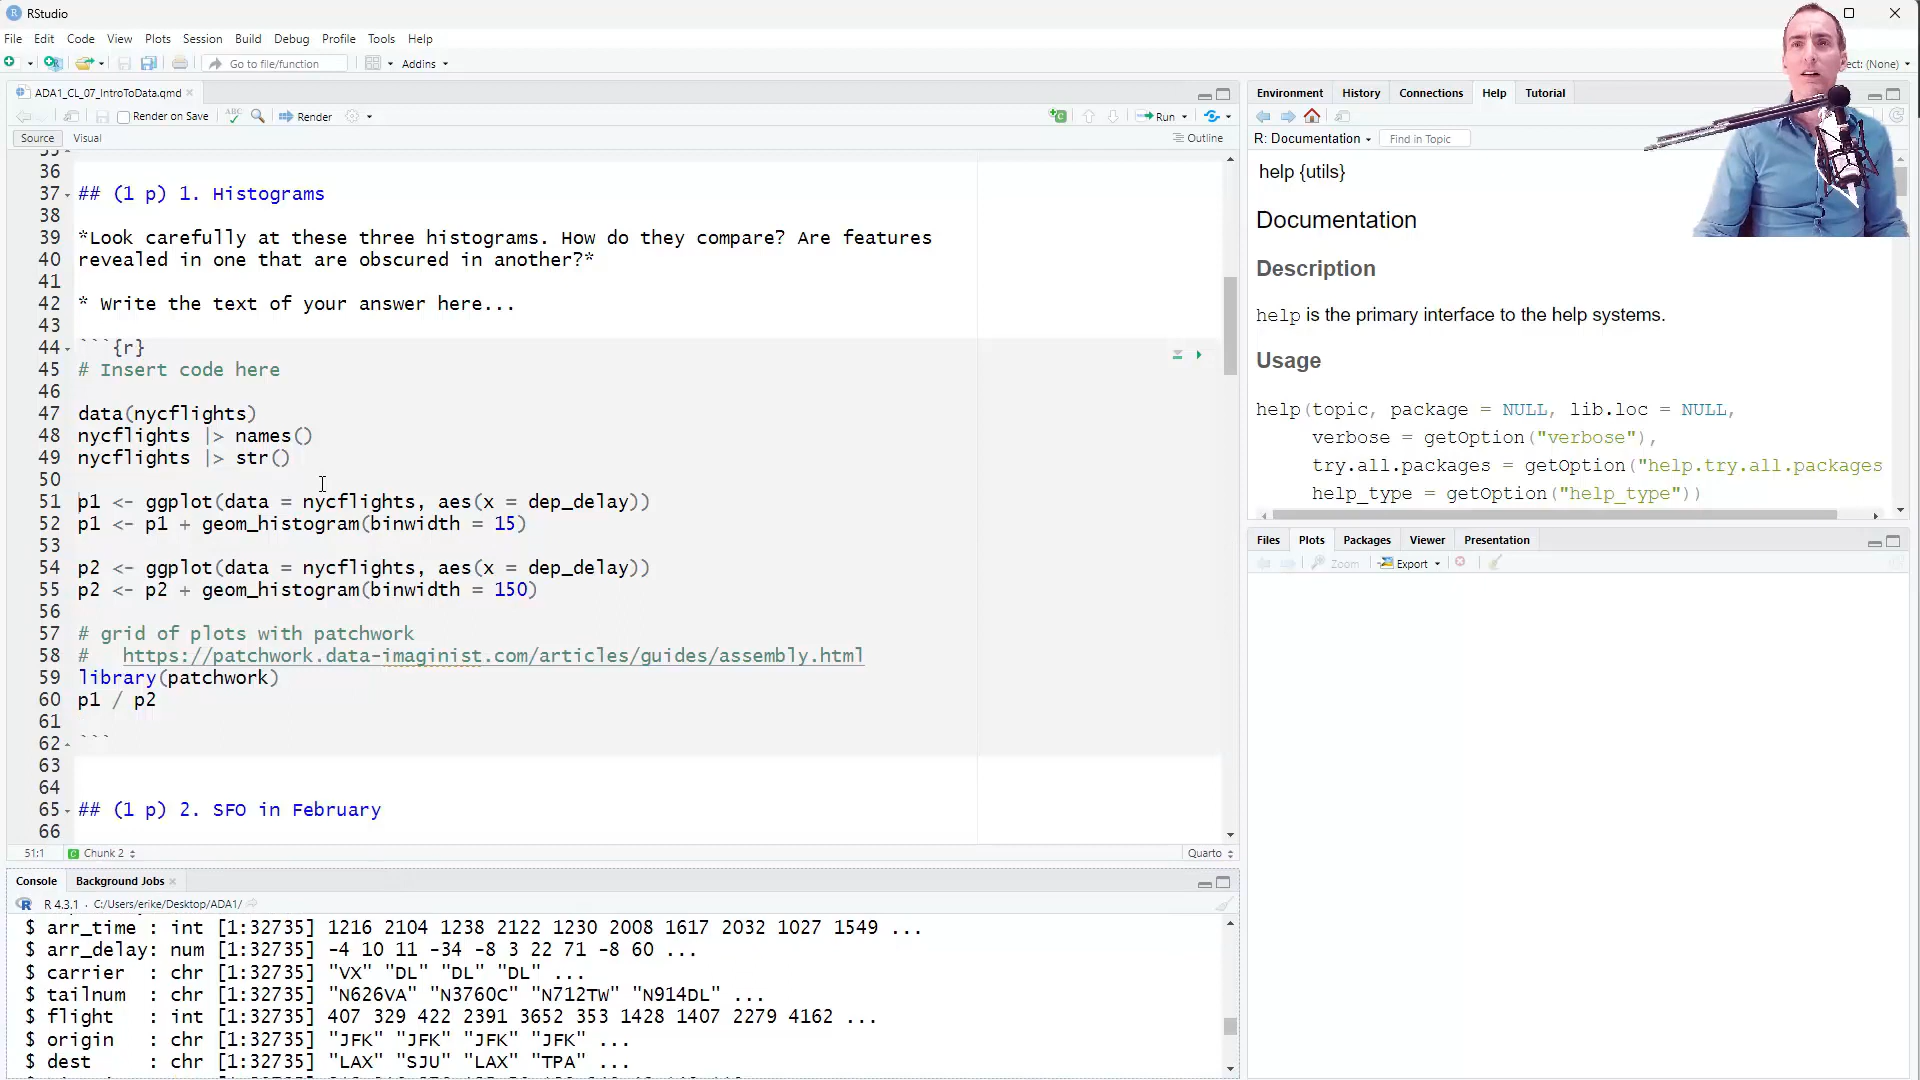 RStudio
File Edit Code View Plots Session Build Debug Profile Tools Help
Go to file/function Addins
ect: (None)
ADA1_CL_07_IntroToData.qmd
Render on Save Render Run
Source Visual Outline
36
37 ## (1 p) 1. Histograms
38
39 *Look carefully at these three histograms. How do they compare? Are features
40 revealed in one that are obscured in another?*
41
42 * Write the text of your answer here...
43
44 ```{r}
45 # Insert code here
46
47 data(nycflights)
48 nycflights |> names()
49 nycflights |> str()
50
51 p1 <- ggplot(data = nycflights, aes(x = dep_delay))
52 p1 <- p1 + geom_histogram(binwidth = 15)
53
54 p2 <- ggplot(data = nycflights, aes(x = dep_delay))
55 p2 <- p2 + geom_histogram(binwidth = 150)
56
57 # grid of plots with patchwork
58 #   https://patchwork.data-imaginist.com/articles/guides/assembly.html
59 library(patchwork)
60 p1 / p2
61
62 ```
63
64
65 ## (1 p) 2. SFO in February
66
51:1 Chunk 2 Quarto
Console Background Jobs
R 4.3.1 · C:/Users/erike/Desktop/ADA1/
$ arr_time : int [1:32735] 1216 2104 1238 2122 1230 2008 1617 2032 1027 1549 ...
$ arr_delay: num [1:32735] -4 10 11 -34 -8 3 22 71 -8 60 ...
$ carrier  : chr [1:32735] "VX" "DL" "DL" "DL" ...
$ tailnum  : chr [1:32735] "N626VA" "N3760C" "N712TW" "N914DL" ...
$ flight   : int [1:32735] 407 329 422 2391 3652 353 1428 1407 2279 4162 ...
$ origin   : chr [1:32735] "JFK" "JFK" "JFK" "JFK" ...
$ dest     : chr [1:32735] "LAX" "SJU" "LAX" "TPA" ...
Environment History Connections Help Tutorial
R: Documentation Find in Topic
help {utils}
Documentation
Description
help is the primary interface to the help systems.
Usage
help(topic, package = NULL, lib.loc = NULL,
verbose = getOption("verbose"),
try.all.packages = getOption("help.try.all.packages
help_type = getOption("help_type"))
Files Plots Packages Viewer Presentation
Zoom Export